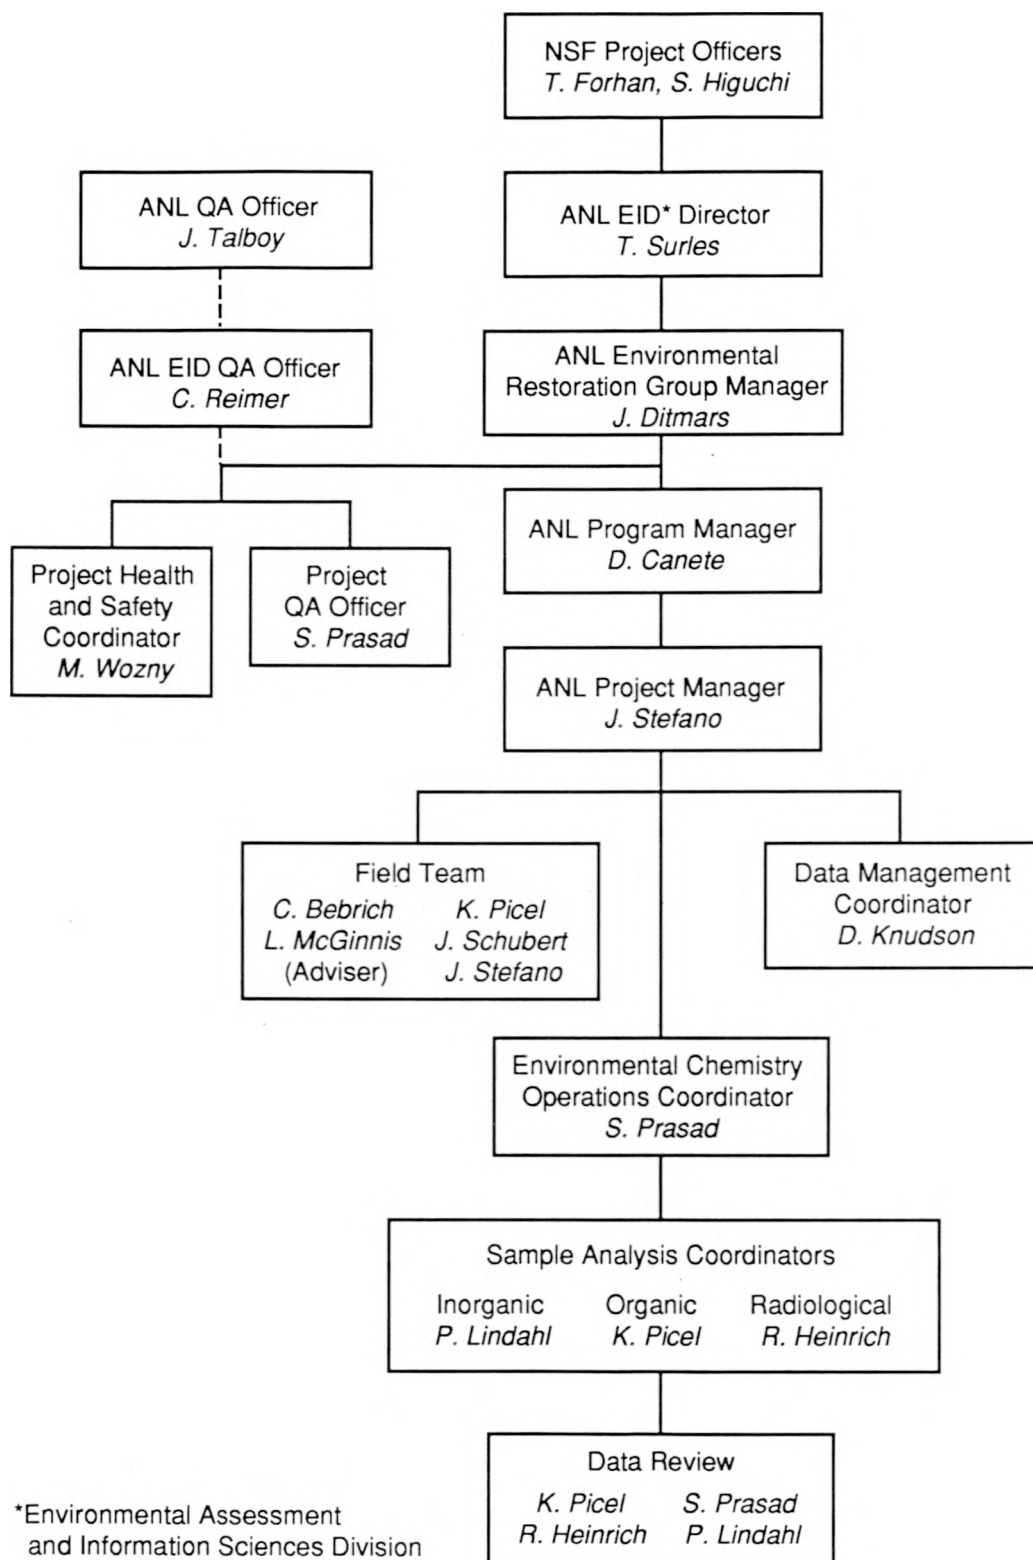 NSF Project Officers
T. Forhan, S. Higuchi
ANL QA Officer
J. Talboy
ANL EID* Director
T. Surles
ANL EID QA Officer
C. Reimer
ANL Environmental
Restoration Group Manager
J. Ditmars
Project Health
and Safety
Coordinator
M. Wozny
Project
QA Officer
S. Prasad
ANL Program Manager
D. Canete
ANL Project Manager
J. Stefano
Field Team
C. Bebrich K. Picel
L. McGinnis J. Schubert
(Adviser) J. Stefano
Data Management
Coordinator
D. Knudson
Environmental Chemistry
Operations Coordinator
S. Prasad
Sample Analysis Coordinators
Inorganic Organic Radiological
P. Lindahl K. Picel R. Heinrich
Data Review
K. Picel S. Prasad
R. Heinrich P. Lindahl
*Environmental Assessment
and Information Sciences Division